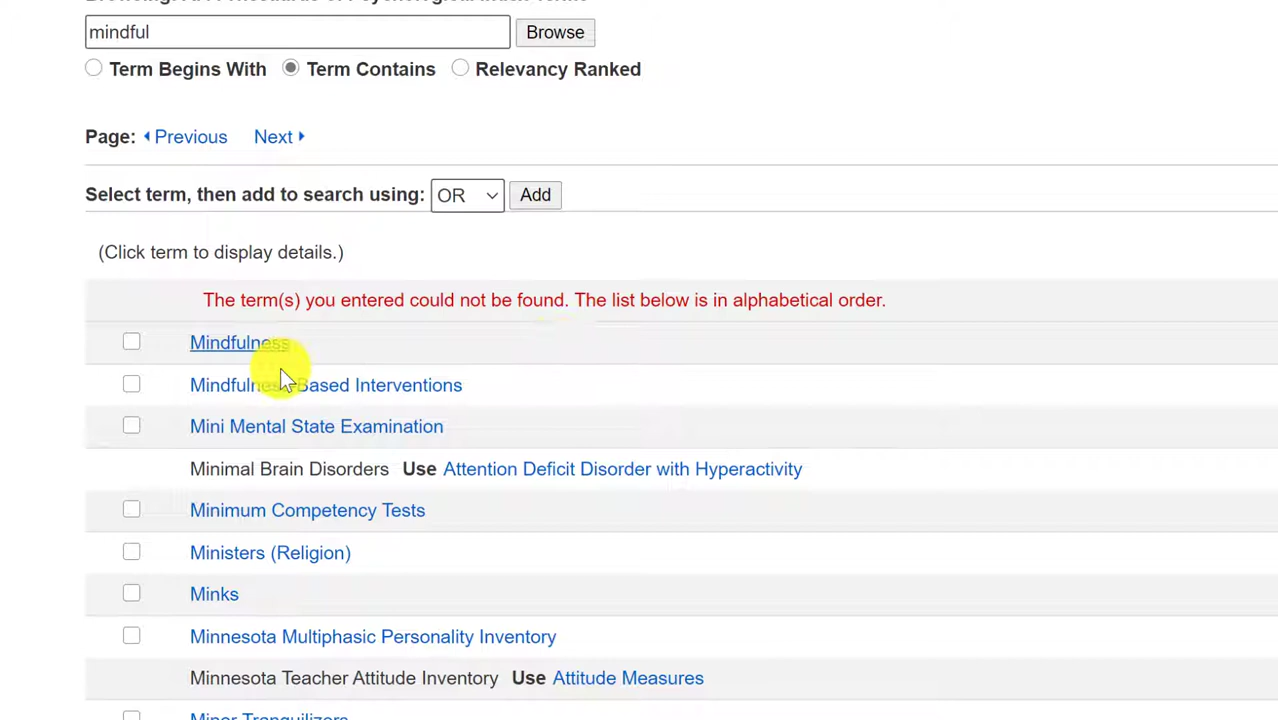 mindful
Browse
Term Begins With Term Contains Relevancy Ranked
Page: Previous Next
Select term, then add to search using: OR Add
(Click term to display details.)
The term(s) you entered could not be found. The list below is in alphabetical order.
Mindfulness
Mindfulness-Based Interventions
Mini Mental State Examination
Minimal Brain Disorders Use Attention Deficit Disorder with Hyperactivity
Minimum Competency Tests
Ministers (Religion)
Minks
Minnesota Multiphasic Personality Inventory
Minnesota Teacher Attitude Inventory Use Attitude Measures
Minor Tranquilizers